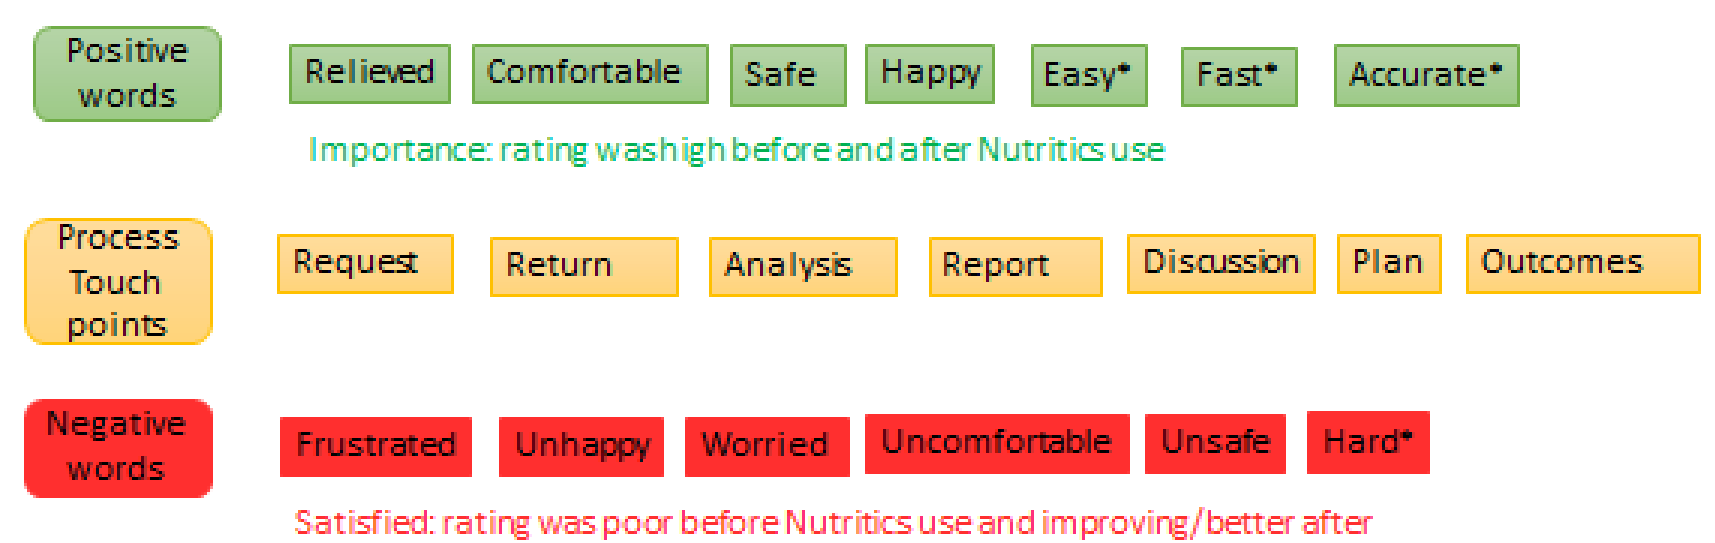 Positive
words
Relieved Comfortable Safe Happy Easy* Fast* Accurate*
Importance: rating was high before and after Nutritics use
Process
Touch
points
Request Return Analysis Report Discussion Plan Outcomes
Negative
words
Frustrated Unhappy Worried Uncomfortable Unsafe Hard*
Satisfied: rating was poor before Nutritics use and improving/better after